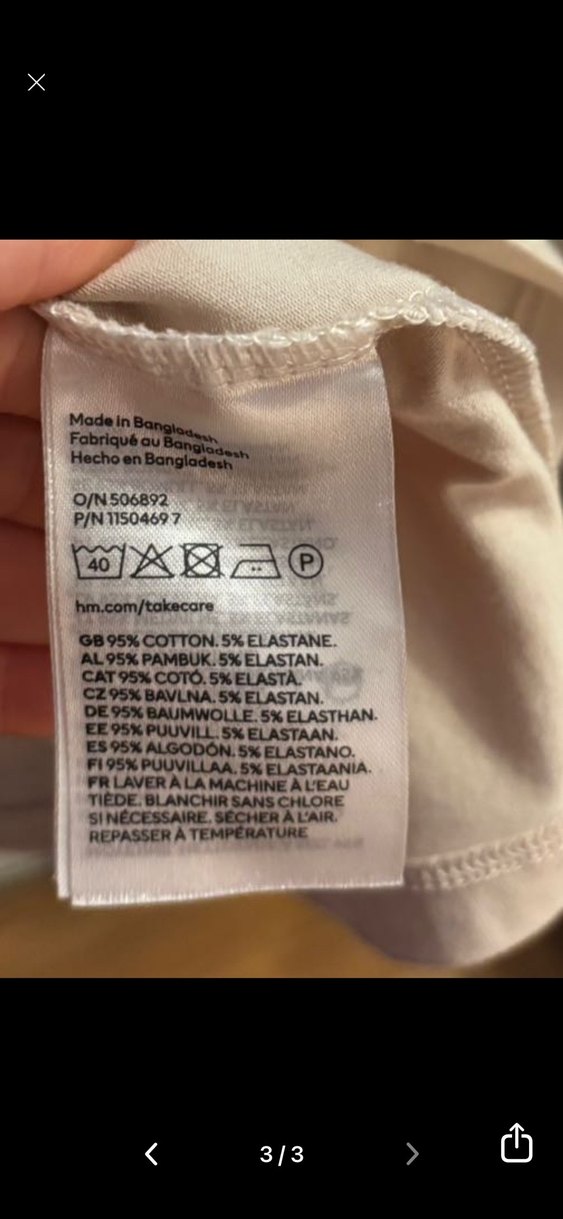 Made in Bangladesh
Fabriqué au Bangladesh
Hecho en Bangladesh
O/N 506892
P/N 1150469 7
40
P
hm.com/takecare
GB 95% COTTON. 5% ELASTANE.
AL 95% PAMBUK. 5% ELASTAN.
CAT 95% COTÓ. 5% ELASTÀ.
CZ 95% BAVLNA. 5% ELASTAN.
DE 95% BAUMWOLLE. 5% ELASTHAN.
EE 95% PUUVILL. 5% ELASTAAN.
ES 95% ALGODÓN. 5% ELASTANO.
FI 95% PUUVILLAA. 5% ELASTAANIA.
FR LAVER À LA MACHINE À L'EAU
TIÈDE. BLANCHIR SANS CHLORE
SI NÉCESSAIRE. SÉCHER À L'AIR.
REPASSER À TEMPÉRATURE
3/3